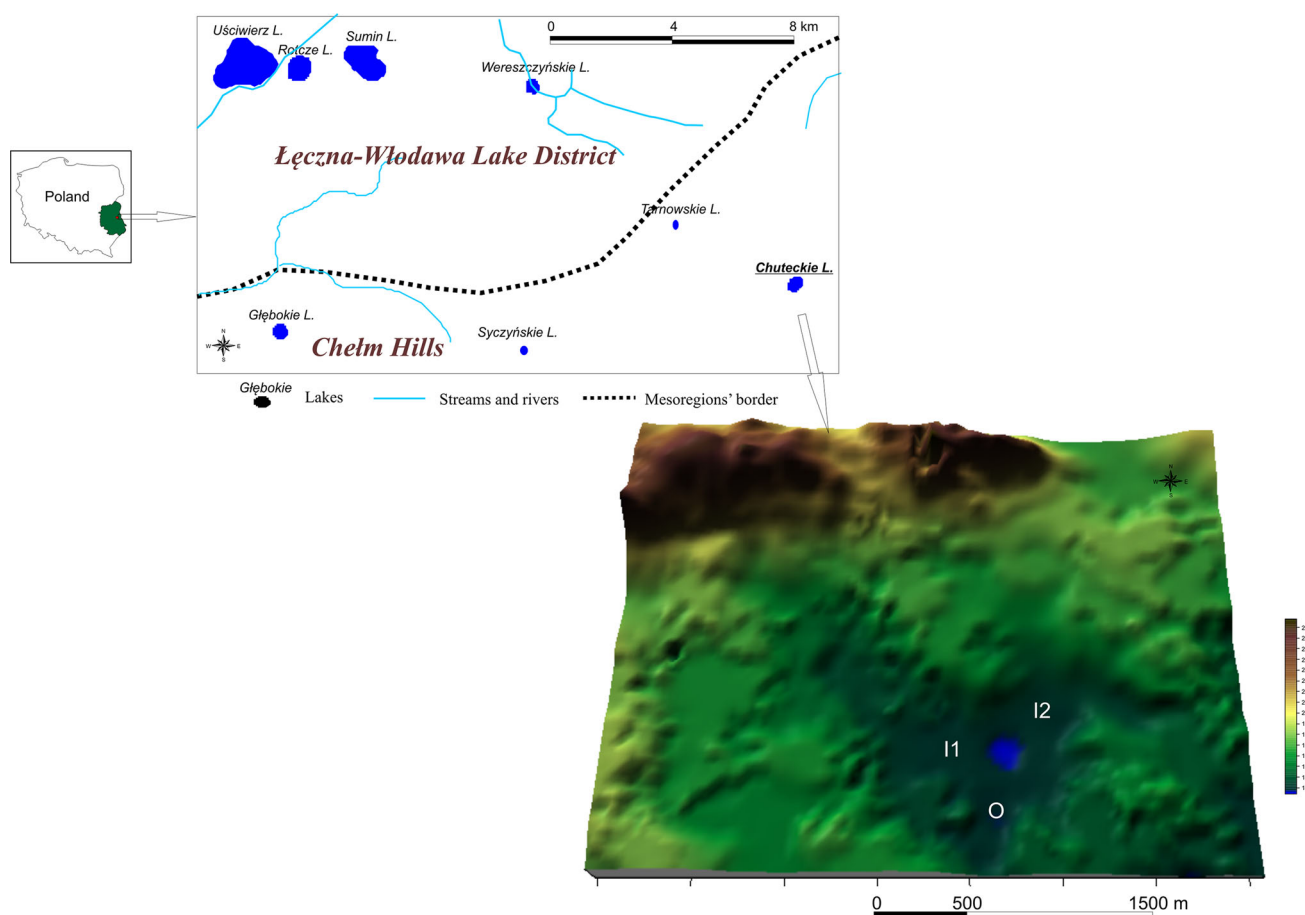 Uściwierz L.
Rotcze L.
Sumin L.
0 4 8 km
Wereszczyńskie L.
Łęczna-Włodawa Lake District
Poland
Tarnowskie L.
Chuteckie L.
Głębokie L.
Syczyńskie L.
Chełm Hills
N
W E
S
Głębokie
Lakes
Streams and rivers
Mesoregions' border
N
W E
S
I2
I1
O
0 500 1500 m